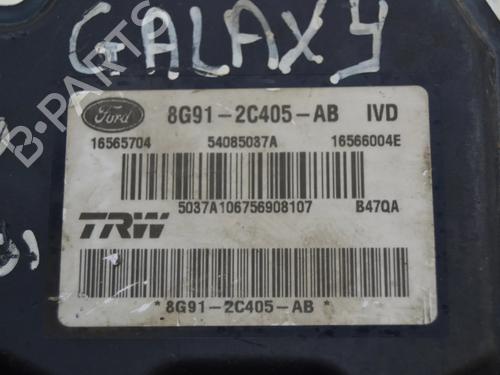 GALAXY
Ford 8G91-2C405-AB IVD
16565704 54085037A 16566004E
5037A106756908107 B47QA
TRW
*8G91-2C405-AB*
B-PARTS